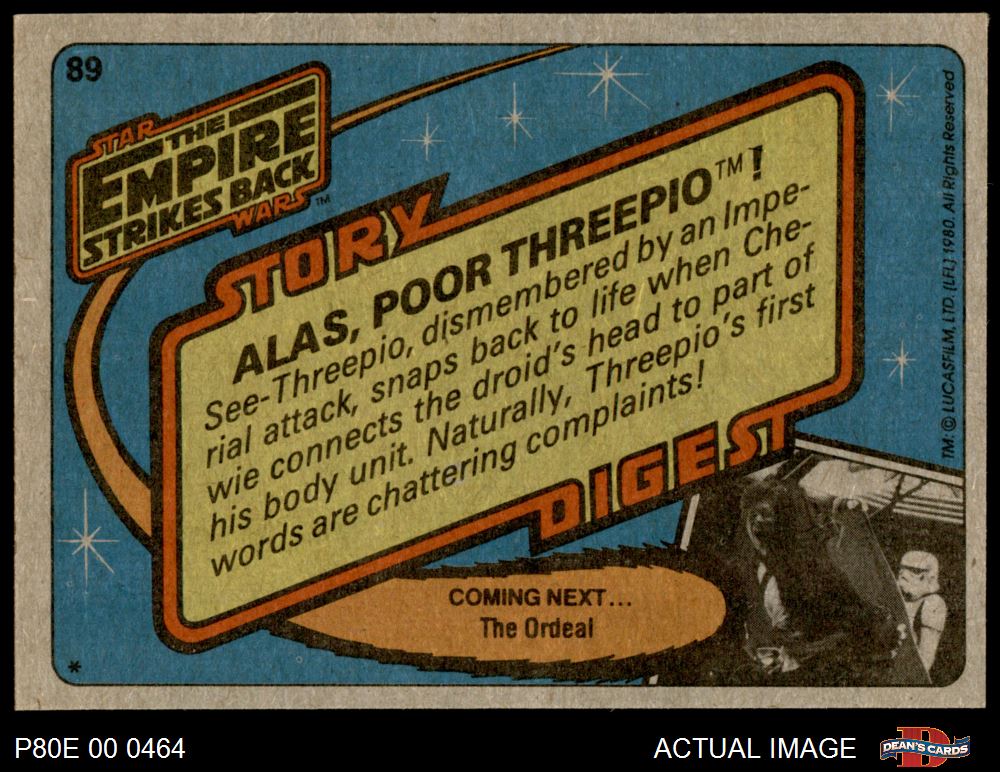 89
STAR
THE
EMPIRE
STRIKES BACK
WARS™
STORY
ALAS, POOR THREEPIO™!
See-Threepio, dismembered by an Impe-
rial attack, snaps back to life when Che-
wie connects the droid's head to part of
his body unit. Naturally, Threepio's first
words are chattering complaints!
DIGEST
COMING NEXT...
The Ordeal
*
TM: © LUCASFILM, LTD. (LFL) 1980. All Rights Reserved
P80E 00 0464
ACTUAL IMAGE
D
DEAN'S CARDS